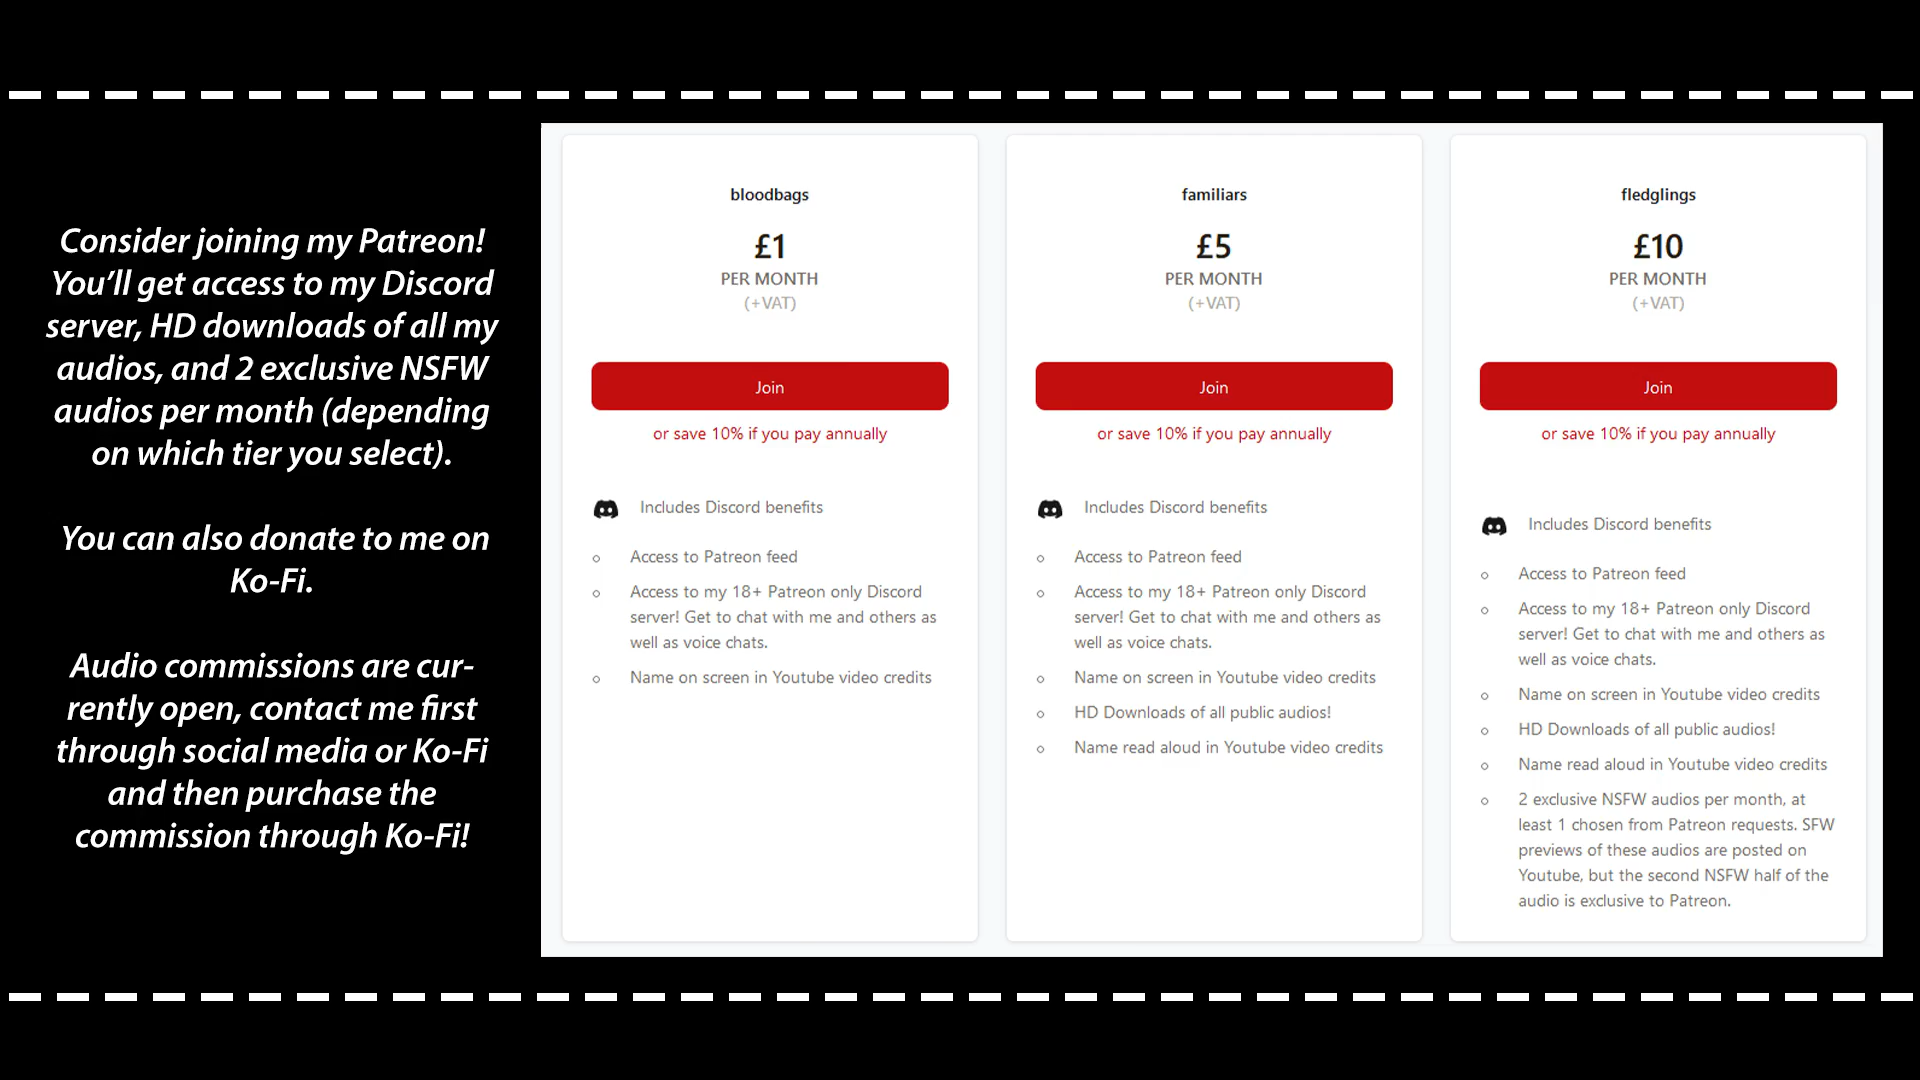 Consider joining my Patreon!
You'll get access to my Discord
server, HD downloads of all my
audios, and 2 exclusive NSFW
audios per month (depending
on which tier you select).
You can also donate to me on
Ko-Fi.
Audio commissions are cur-
rently open, contact me first
through social media or Ko-Fi
and then purchase the
commission through Ko-Fi!
bloodbags
£1
PER MONTH
(+VAT)
Join
or save 10% if you pay annually
Includes Discord benefits
Access to Patreon feed
Access to my 18+ Patreon only Discord
server! Get to chat with me and others as
well as voice chats.
Name on screen in Youtube video credits
familiars
£5
PER MONTH
(+VAT)
Join
or save 10% if you pay annually
Includes Discord benefits
Access to Patreon feed
Access to my 18+ Patreon only Discord
server! Get to chat with me and others as
well as voice chats.
Name on screen in Youtube video credits
HD Downloads of all public audios!
Name read aloud in Youtube video credits
fledglings
£10
PER MONTH
(+VAT)
Join
or save 10% if you pay annually
Includes Discord benefits
Access to Patreon feed
Access to my 18+ Patreon only Discord
server! Get to chat with me and others as
well as voice chats.
Name on screen in Youtube video credits
HD Downloads of all public audios!
Name read aloud in Youtube video credits
2 exclusive NSFW audios per month, at
least 1 chosen from Patreon requests. SFW
previews of these audios are posted on
Youtube, but the second NSFW half of the
audio is exclusive to Patreon.